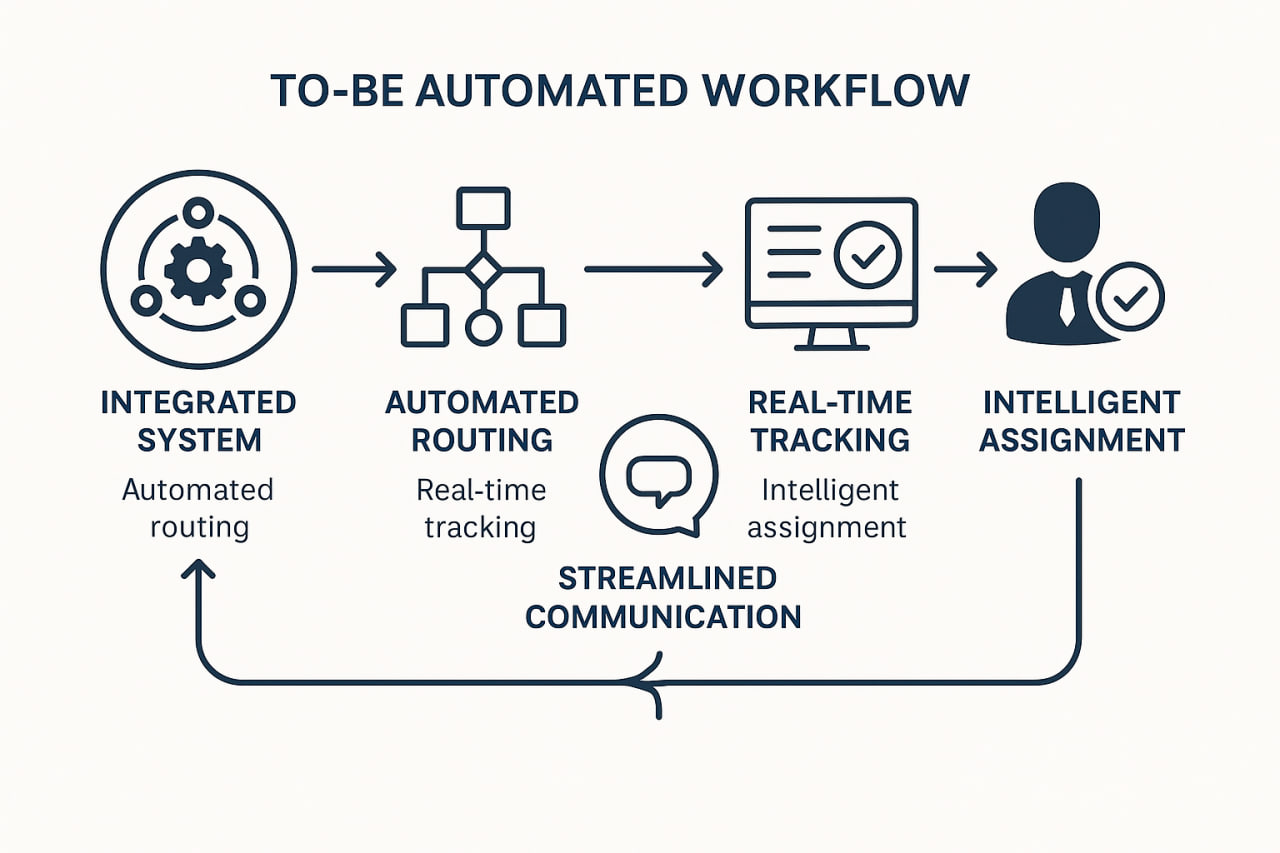 TO-BE AUTOMATED WORKFLOW
INTEGRATED
SYSTEM
Automated
routing
AUTOMATED
ROUTING
Real-time
tracking
REAL-TIME
TRACKING
Intelligent
assignment
INTELLIGENT
ASSIGNMENT
STREAMLINED
COMMUNICATION